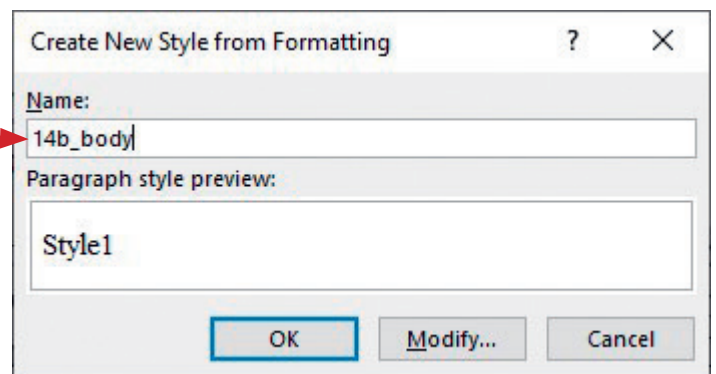 Create New Style from Formatting ? ×
Name:
14b_body
Paragraph style preview:
Style1
OK Modify... Cancel